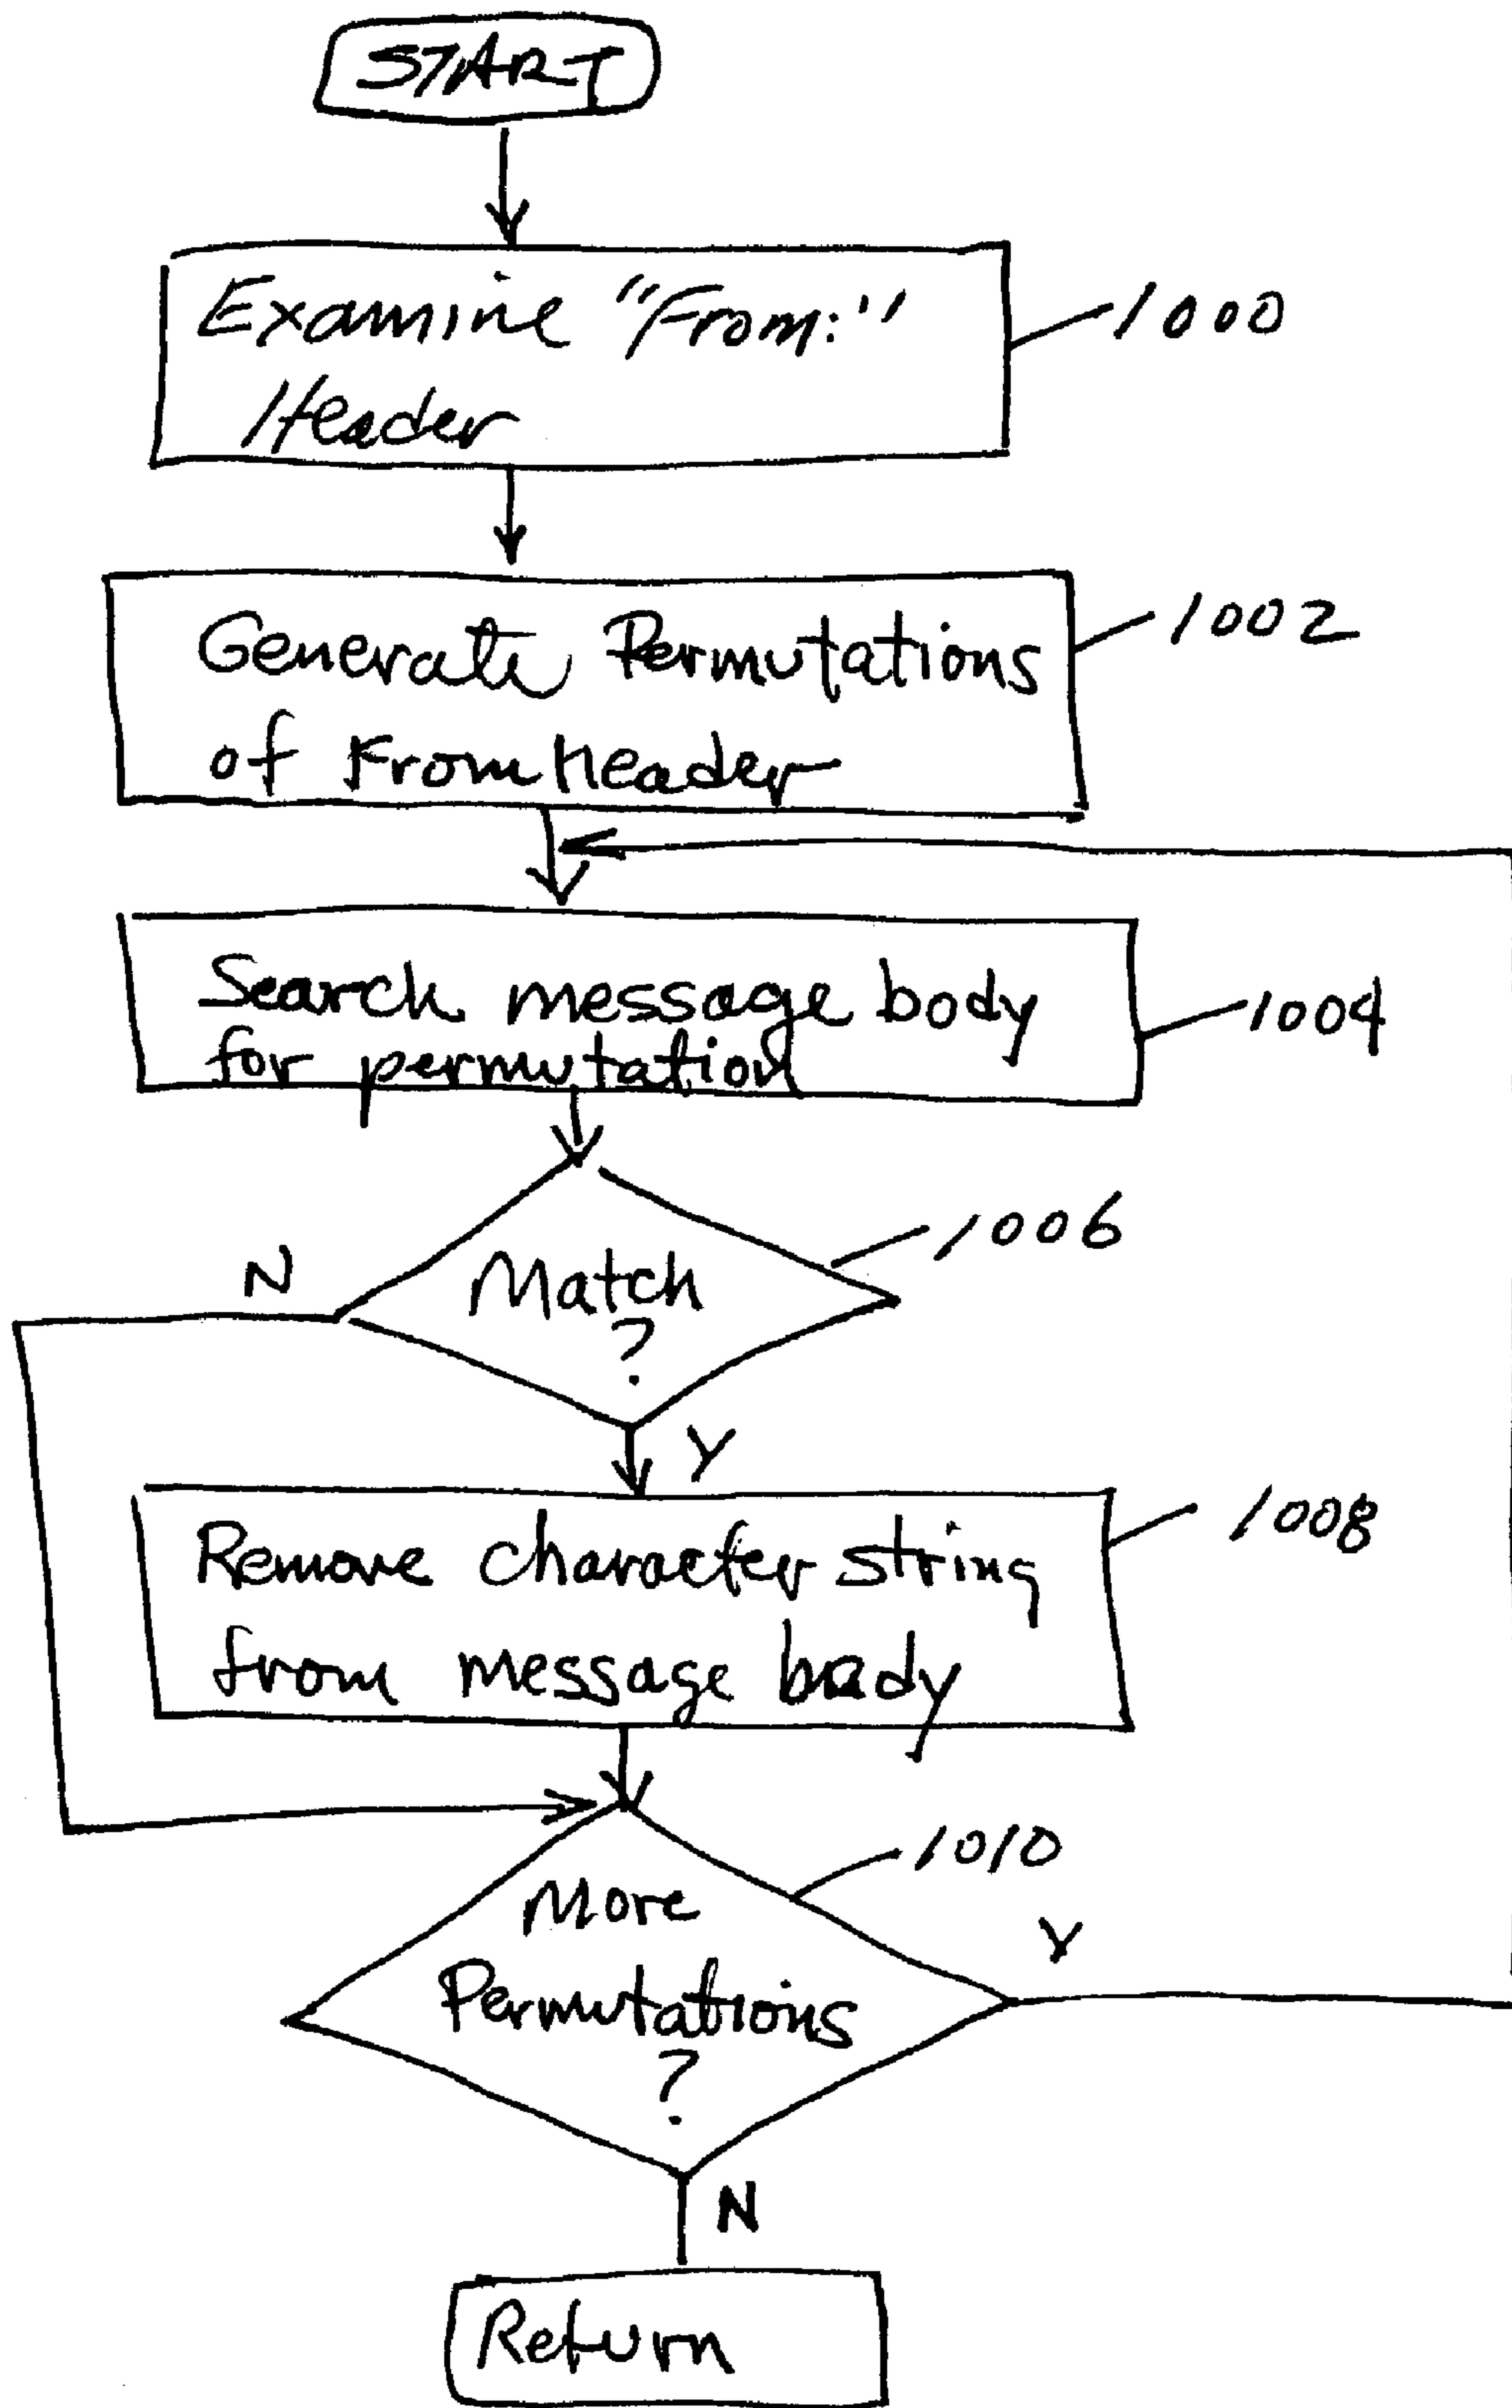 START
Examine "From:"
Header
1000
Generate Permutations
of From header
1002
Search message body
for permutation
1004
Match
?
1006
N
Y
Remove character string
from message body
1008
More
Permutations
?
1010
Y
N
Return